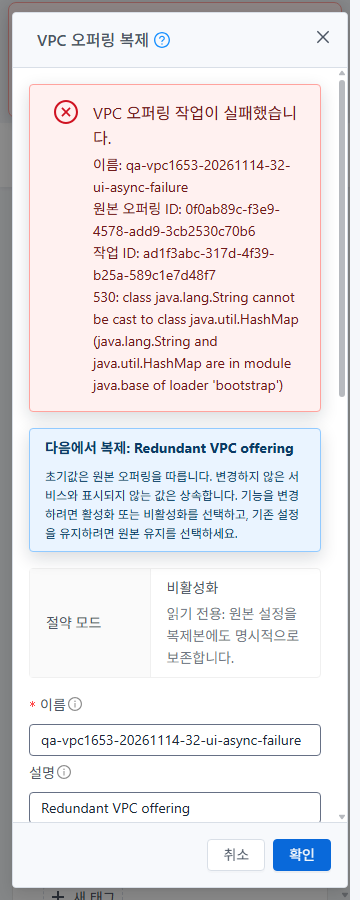 VPC 오퍼링 복제
VPC 오퍼링 작업이 실패했습니
다.
이름: qa-vpc1653-20261114-32-
ui-async-failure
원본 오퍼링 ID: 0f0ab89c-f3e9-
4578-add9-3cb2530c70b6
작업 ID: ad1f3abc-317d-4f39-
b25a-589c1e7d48f7
530: class java.lang.String cannot
be cast to class java.util.HashMap
(java.lang.String and
java.util.HashMap are in module
java.base of loader 'bootstrap')
다음에서 복제: Redundant VPC offering
초기값은 원본 오퍼링을 따릅니다. 변경하지 않은 서
비스와 표시되지 않는 값은 상속합니다. 기능을 변경
하려면 활성화 또는 비활성화를 선택하고, 기존 설정
을 유지하려면 원본 유지를 선택하세요.
절약 모드
비활성화
읽기 전용: 원본 설정을
복제본에도 명시적으로
보존합니다.
* 이름
qa-vpc1653-20261114-32-ui-async-failure
설명
Redundant VPC offering
취소
확인
+ 새 태그